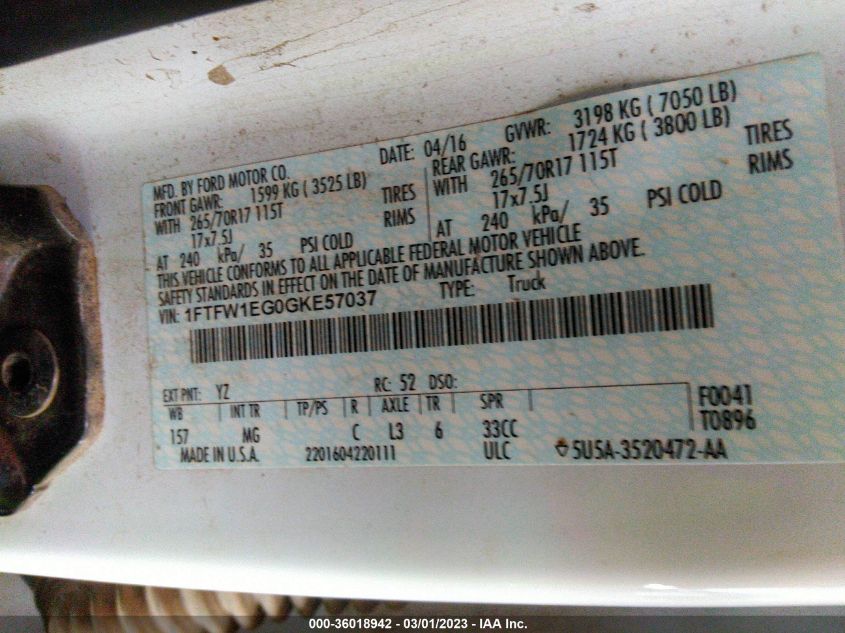 MFD. BY FORD MOTOR CO.
DATE: 04/16
GVWR: 3198 KG ( 7050 LB)
FRONT GAWR: 1599 KG ( 3525 LB)
WITH 265/70R17 115T TIRES
17x7.5J RIMS
AT 240 kPa/ 35 PSI COLD
REAR GAWR: 1724 KG ( 3800 LB)
WITH 265/70R17 115T TIRES
17x7.5J RIMS
AT 240 kPa/ 35 PSI COLD
THIS VEHICLE CONFORMS TO ALL APPLICABLE FEDERAL MOTOR VEHICLE
SAFETY STANDARDS IN EFFECT ON THE DATE OF MANUFACTURE SHOWN ABOVE.
VIN: 1FTFW1EG0GKE57037 TYPE: Truck
EXT PNT: YZ RC: 52 DSO:
WB INT TR TP/PS R AXLE TR SPR
157 MG C L3 6 33CC
F0041
T0896
MADE IN U.S.A. 2201604220111 ULC 5U5A-3520472-AA
000-36018942 - 03/01/2023 - IAA Inc.